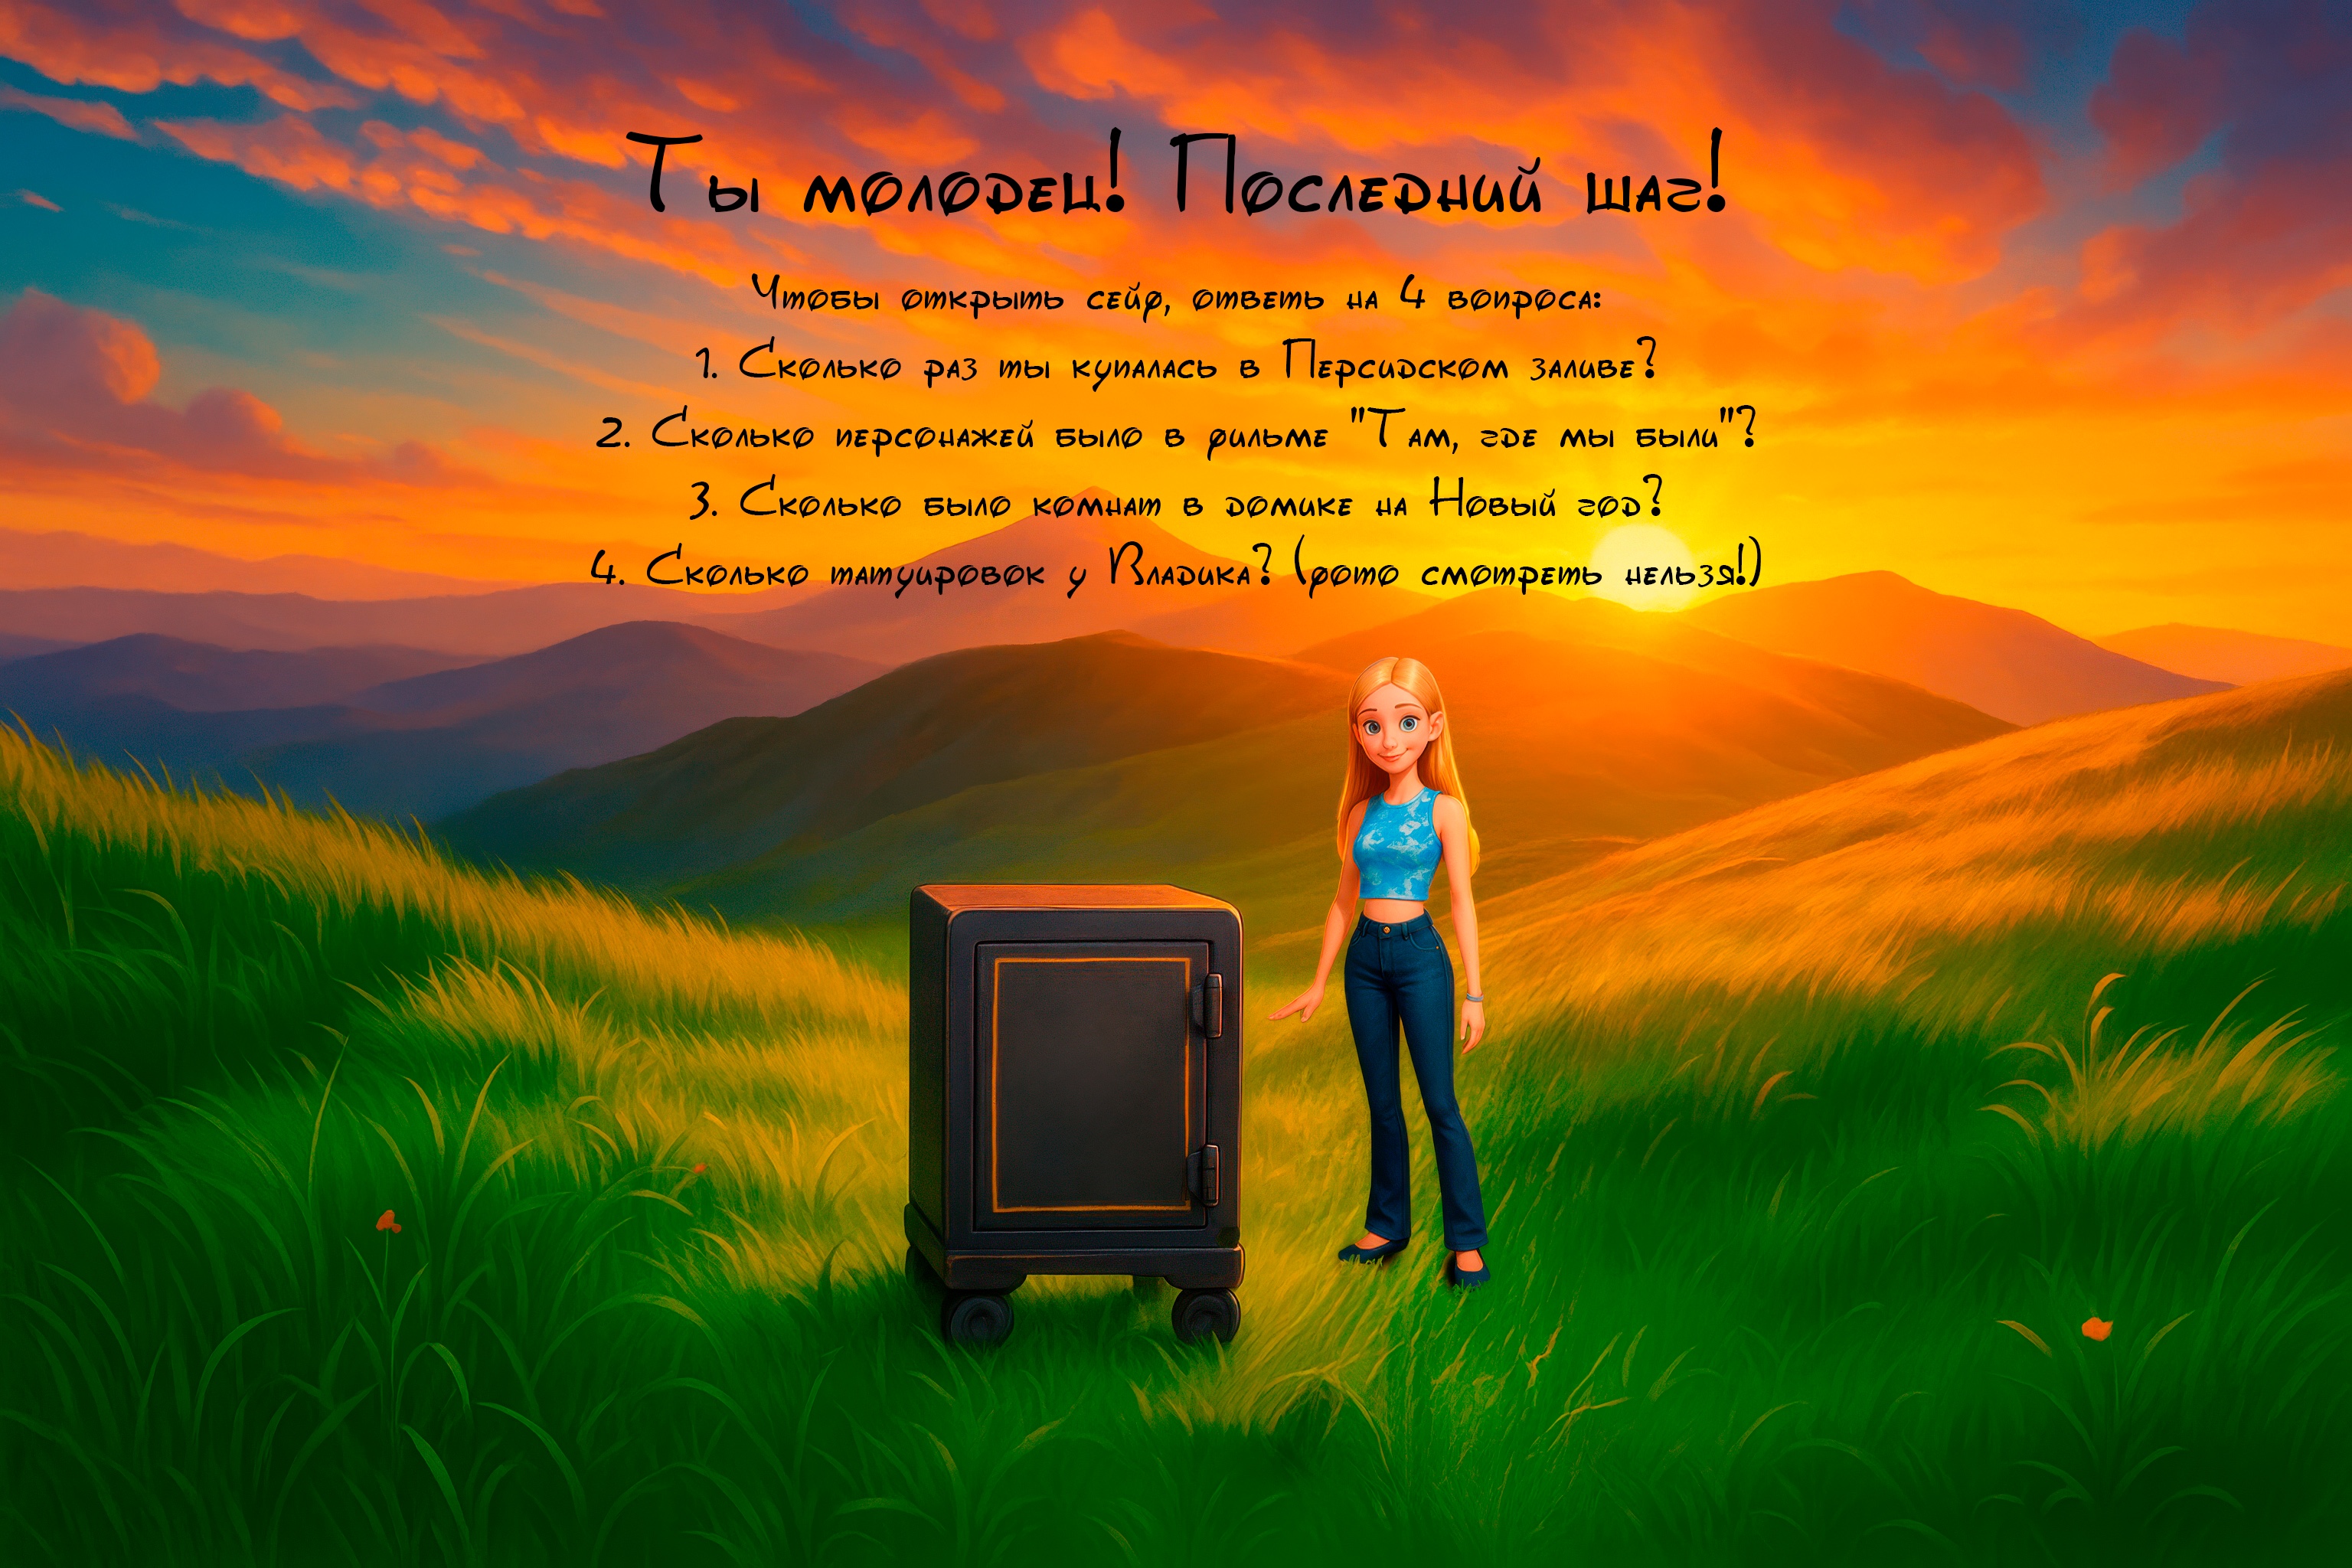 Ты молодец! Последний шаг!
Чтобы открыть сейф, ответь на 4 вопроса:
1. Сколько раз ты купалась в Персидском заливе?
2. Сколько персонажей было в фильме "Там, где мы были"?
3. Сколько было комнат в домике на Новый год?
4. Сколько татуировок у Владика? (фото смотреть нельзя!)